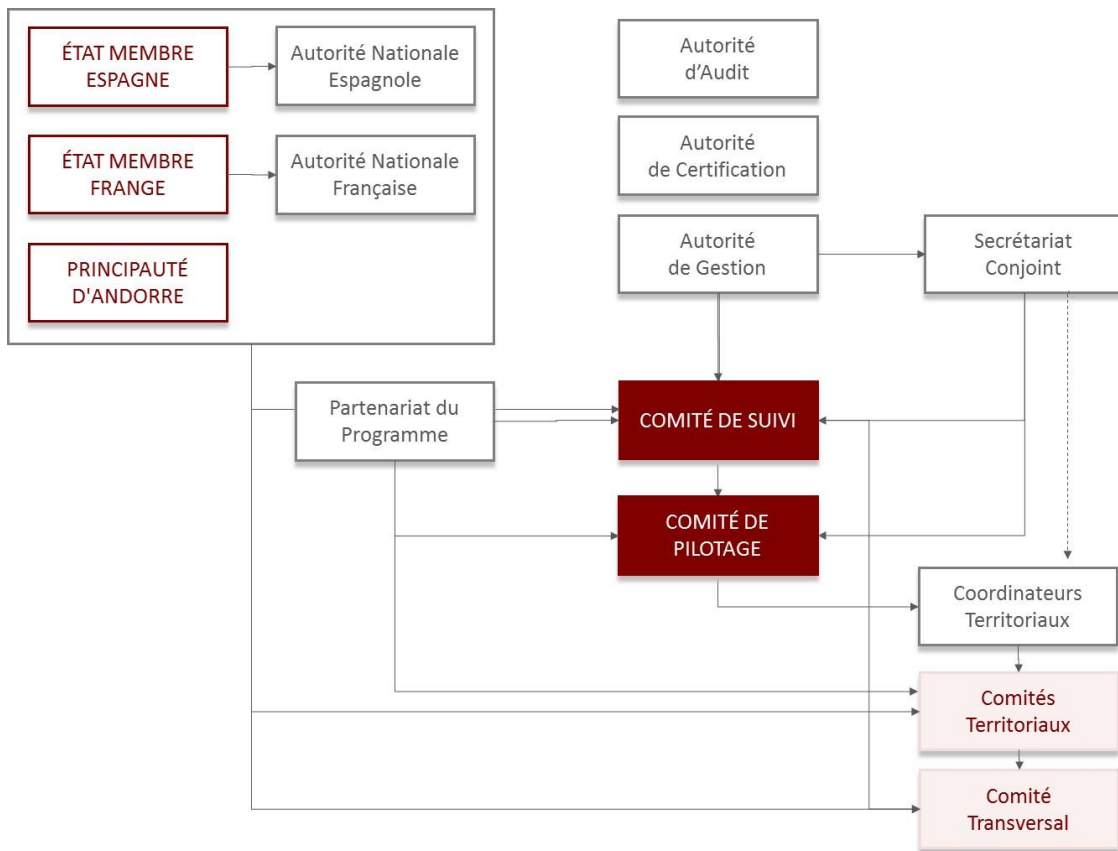 ÉTAT MEMBRE
ESPAGNE
Autorité Nationale
Espagnole
ÉTAT MEMBRE
FRANGE
Autorité Nationale
Française
PRINCIPAUTÉ
D'ANDORRE
Autorité
d’Audit
Autorité
de Certification
Autorité
de Gestion
Secrétariat
Conjoint
Partenariat du
Programme
COMITÉ DE SUIVI
COMITÉ DE
PILOTAGE
Coordinateurs
Territoriaux
Comités
Territoriaux
Comité
Transversal